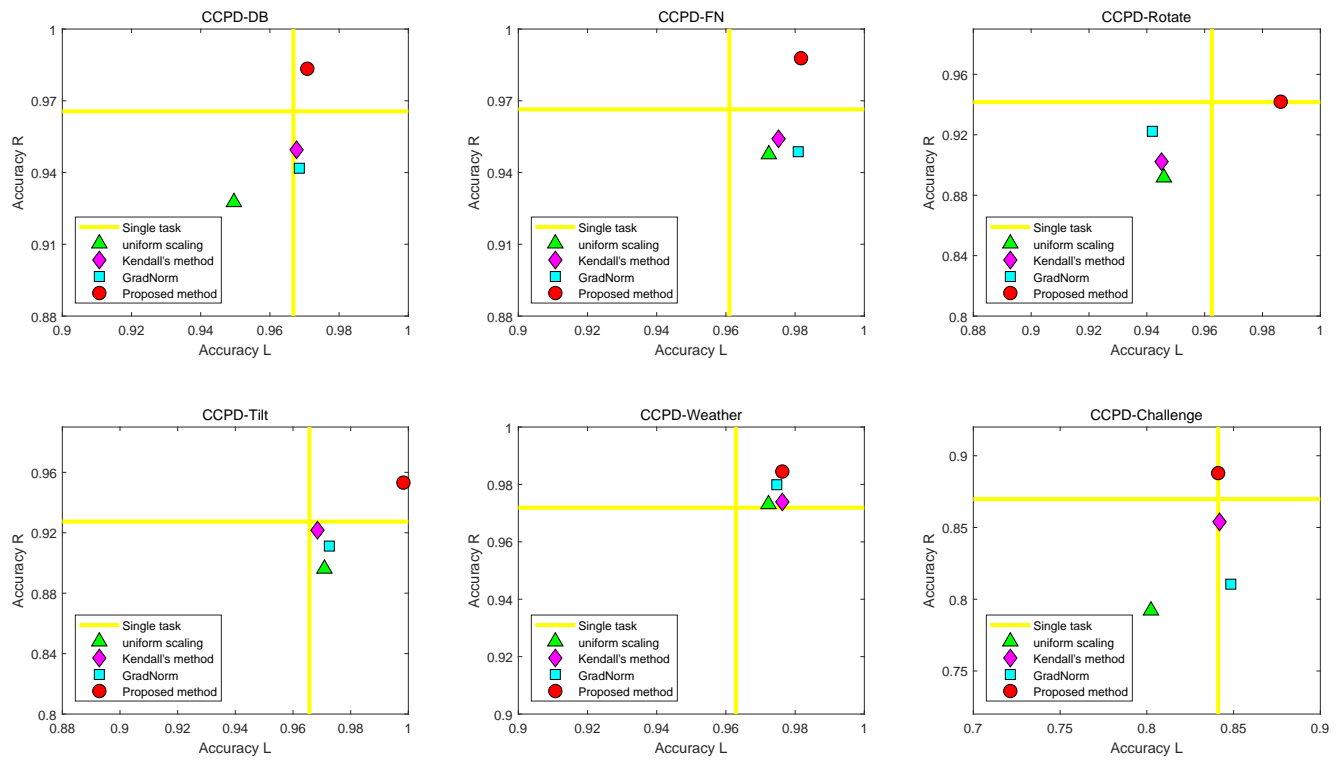 CCPD-DB
1
0.97
0.94
0.91
0.88
Accuracy R
Single task
uniform scaling
Kendall's method
GradNorm
Proposed method
0.9 0.92 0.94 0.96 0.98 1
Accuracy L
CCPD-FN
1
0.97
0.94
0.91
0.88
Accuracy R
Single task
uniform scaling
Kendall's method
GradNorm
Proposed method
0.9 0.92 0.94 0.96 0.98 1
Accuracy L
CCPD-Rotate
0.96
0.92
0.88
0.84
0.8
Accuracy R
Single task
uniform scaling
Kendall's method
GradNorm
Proposed method
0.88 0.9 0.92 0.94 0.96 0.98 1
Accuracy L
CCPD-Tilt
0.96
0.92
0.88
0.84
0.8
Accuracy R
Single task
uniform scaling
Kendall's method
GradNorm
Proposed method
0.88 0.9 0.92 0.94 0.96 0.98 1
Accuracy L
CCPD-Weather
1
0.98
0.96
0.94
0.92
0.9
Accuracy R
Single task
uniform scaling
Kendall's method
GradNorm
Proposed method
0.9 0.92 0.94 0.96 0.98 1
Accuracy L
CCPD-Challenge
0.9
0.85
0.8
0.75
Accuracy R
Single task
uniform scaling
Kendall's method
GradNorm
Proposed method
0.7 0.75 0.8 0.85 0.9
Accuracy L